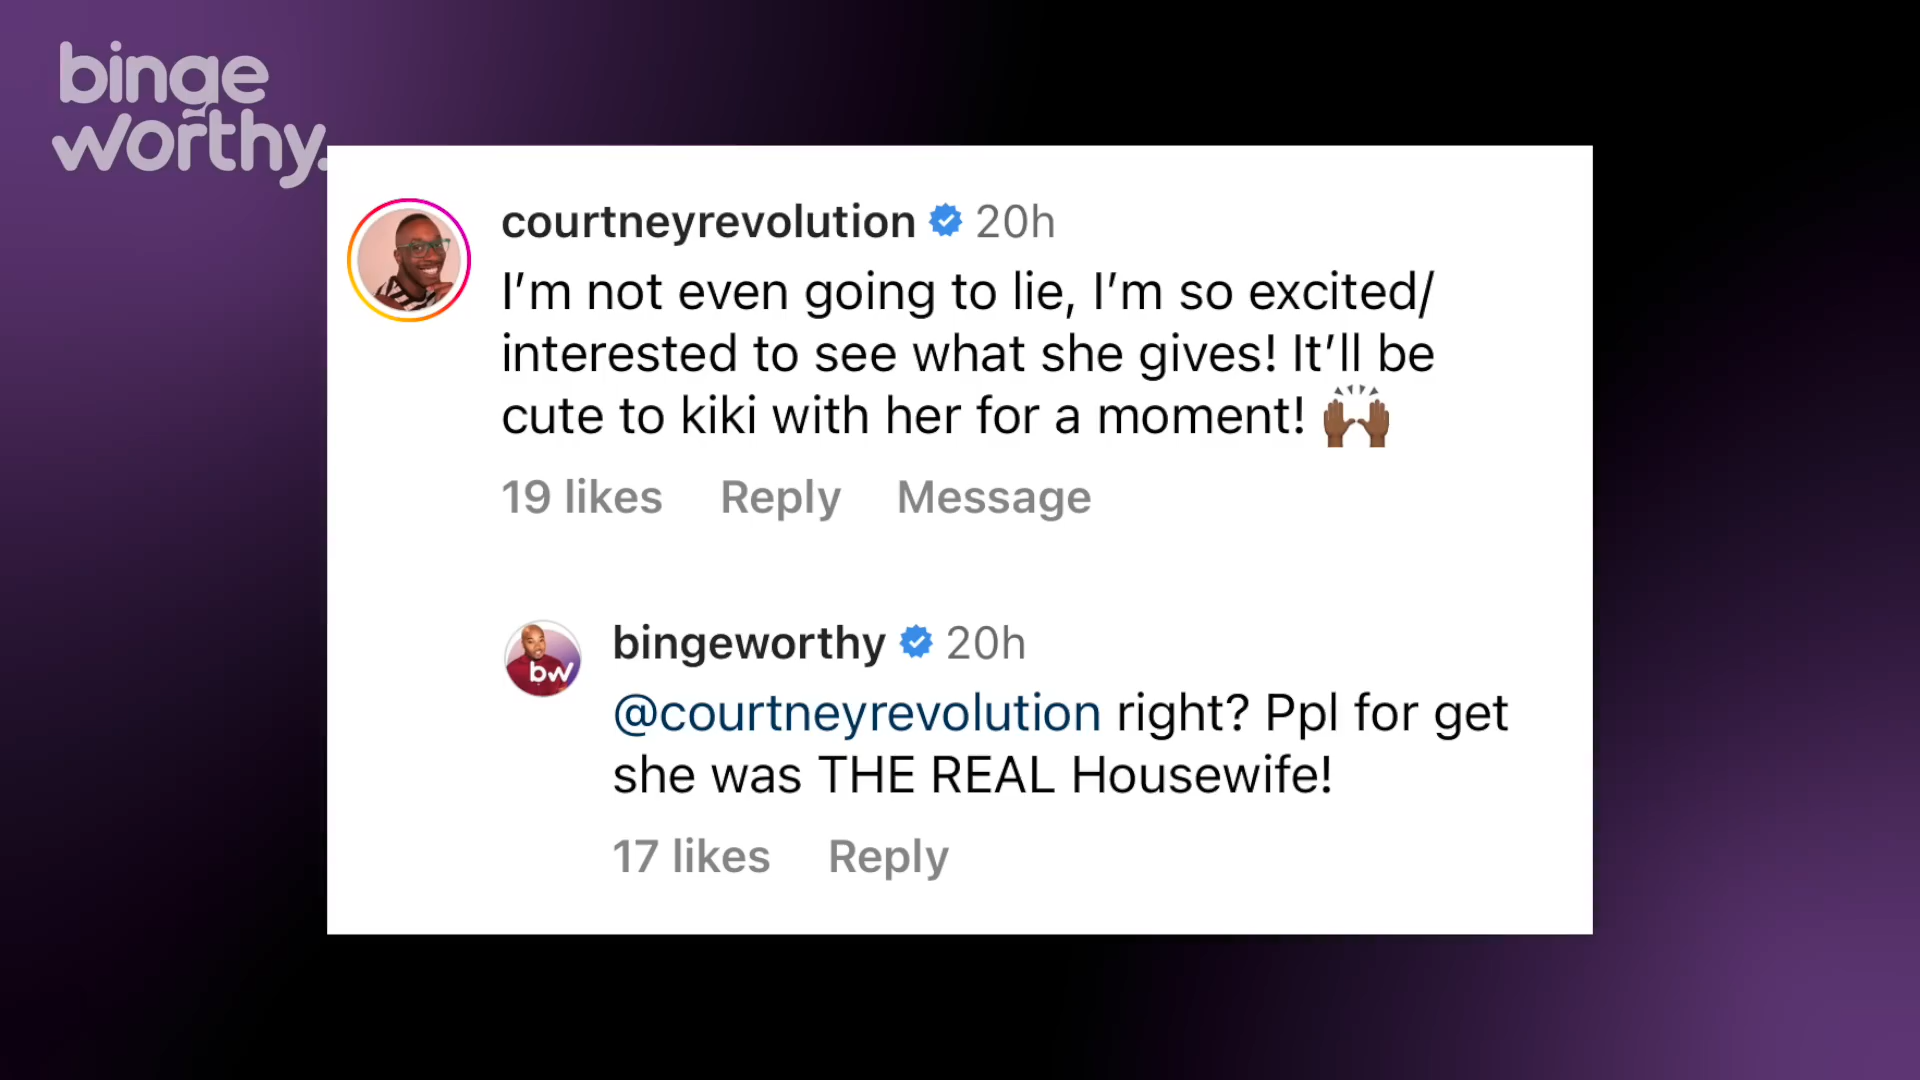 binge
worthy.
courtneyrevolution 20h
I'm not even going to lie, I'm so excited/
interested to see what she gives! It'll be
cute to kiki with her for a moment! 🙌🏾
19 likes Reply Message
bw
bingeworthy 20h
@courtneyrevolution right? Ppl for get
she was THE REAL Housewife!
17 likes Reply